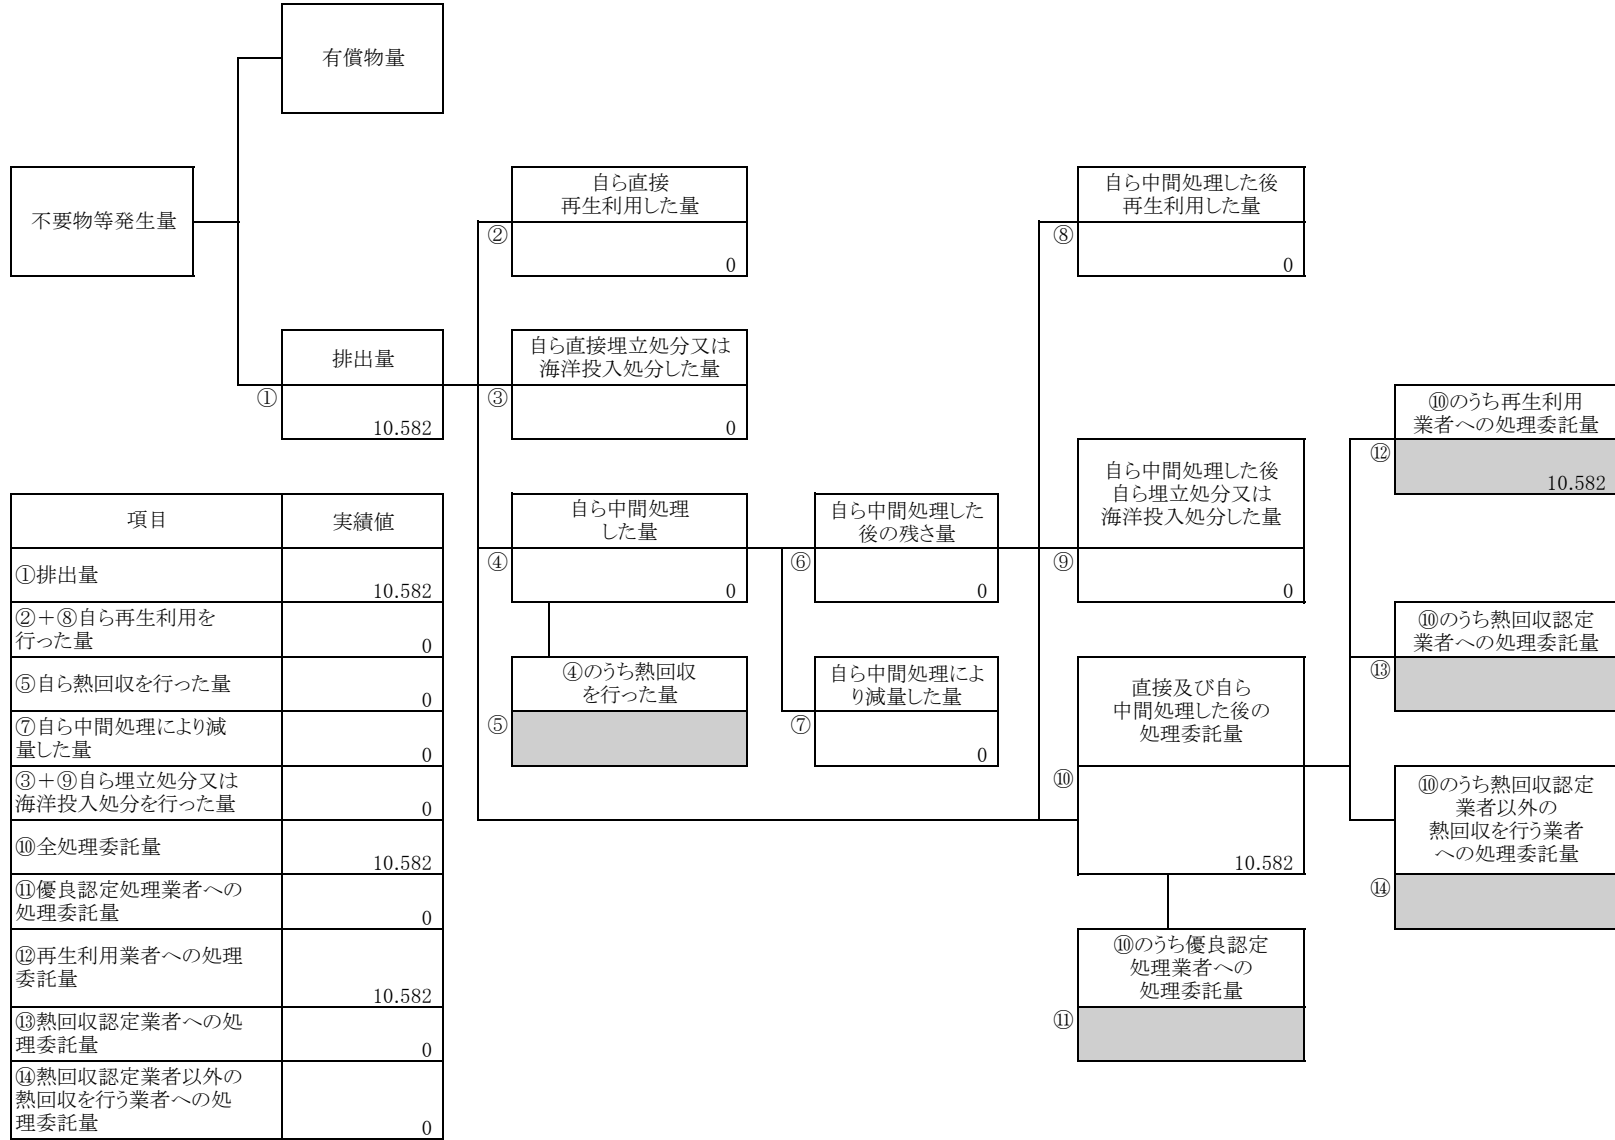 有償物量
不要物等発生量
自ら直接
再生利用した量
②
0
自ら中間処理した後
再生利用した量
⑧
0
排出量
①
10.582
自ら直接埋立処分又は
海洋投入処分した量
③
0
⑩のうち再生利用
業者への処理委託量
⑫
10.582
自ら中間処理
した量
④
0
自ら中間処理した
後の残さ量
⑥
0
自ら中間処理した後
自ら埋立処分又は
海洋投入処分した量
⑨
0
⑩のうち熱回収認定
業者への処理委託量
⑬
④のうち熱回収
を行った量
⑤
自ら中間処理によ
り減量した量
⑦
0
直接及び自ら
中間処理した後の
処理委託量
⑩
10.582
⑩のうち熱回収認定
業者以外の
熱回収を行う業者
への処理委託量
⑭
⑩のうち優良認定
処理業者への
処理委託量
⑪
項目 実績値
①排出量
10.582
②+⑧自ら再生利用を
行った量
0
⑤自ら熱回収を行った量
0
⑦自ら中間処理により減
量した量
0
③+⑨自ら埋立処分又は
海洋投入処分を行った量
0
⑩全処理委託量
10.582
⑪優良認定処理業者への
処理委託量
0
⑫再生利用業者への処理
委託量
10.582
⑬熱回収認定業者への処
理委託量
0
⑭熱回収認定業者以外の
熱回収を行う業者への処
理委託量
0